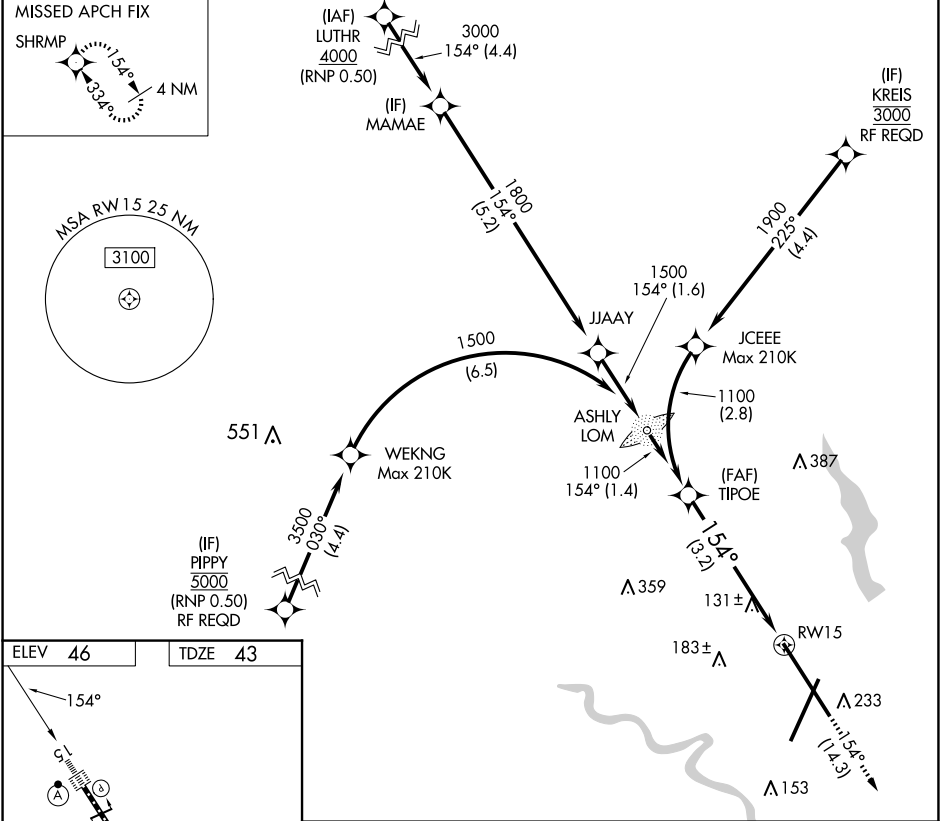 MISSED APCH FIX
SHRMP
154°
334°
4 NM
(IAF)
LUTHR
4000
(RNP 0.50)
3000
154° (4.4)
(IF)
MAMAE
(IF)
KREIS
3000
RF REQD
MSA RW15 25 NM
3100
1800
154°
(5.2)
1900
225°
(4.4)
1500
154° (1.6)
JJAAY
JCEEE
Max 210K
1500
(6.5)
1100
(2.8)
ASHLY
LOM
551
WEKNG
Max 210K
1100
154° (1.4)
(FAF)
TIPOE
387
3500
030°
(4.4)
(IF)
PIPPY
5000
(RNP 0.50)
RF REQD
154°
(3.2)
359
131±
RW15
183±
233
154°
(14.3)
153
ELEV 46
TDZE 43
154°
15
A
P